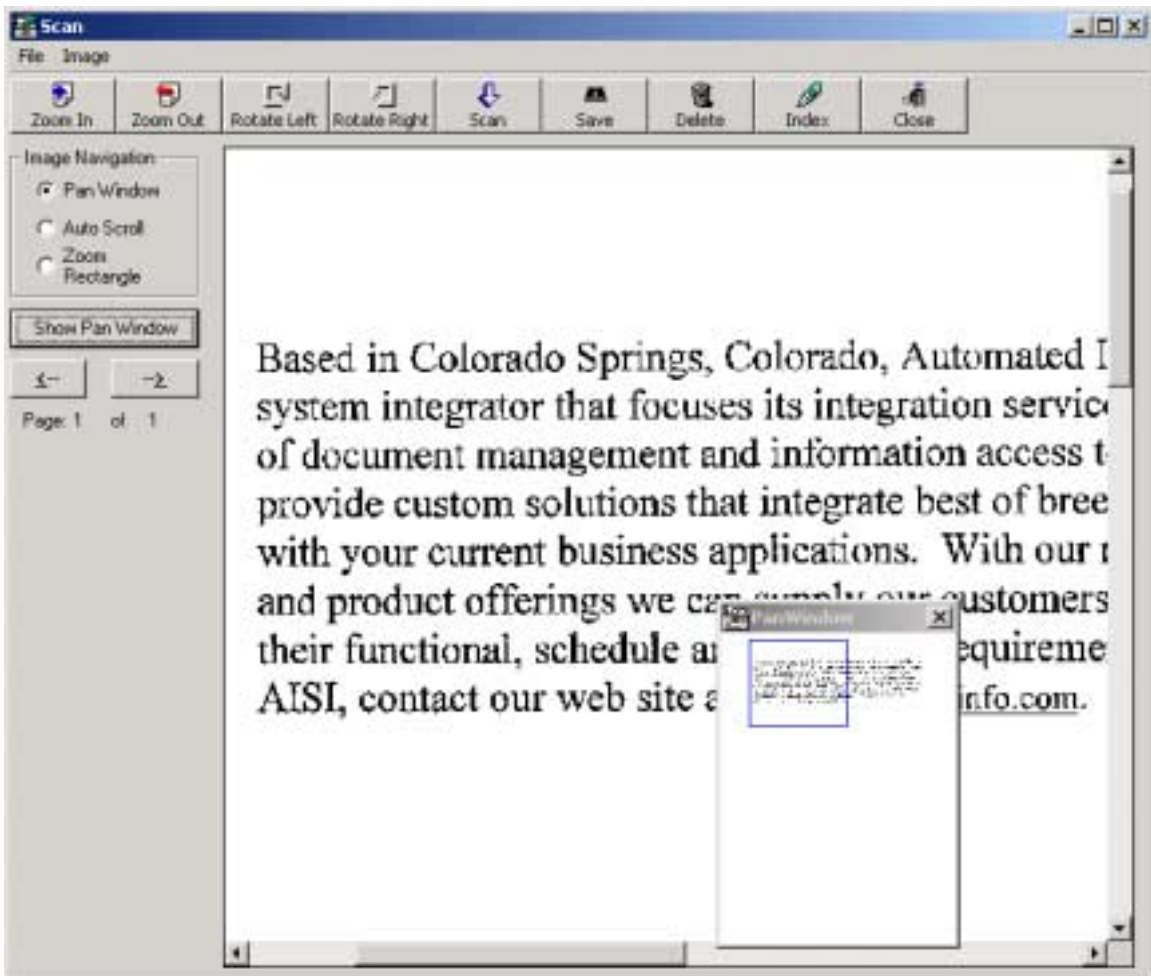 Scan
File Image
Zoom In Zoom Out Rotate Left Rotate Right Scan Save Delete Index Close
Image Navigation
Pan Window
Auto Scroll
Zoom
Rectangle
Show Pan Window
<-- -->
Page: 1 of 1
Based in Colorado Springs, Colorado, Automated
system integrator that focuses its integration
of document management and information access
provide custom solutions that integrate best of
with your current business applications. With our
and product offerings we can supply our customers
their functional, schedule
AISI, contact our web site
info.com.
PanWindow